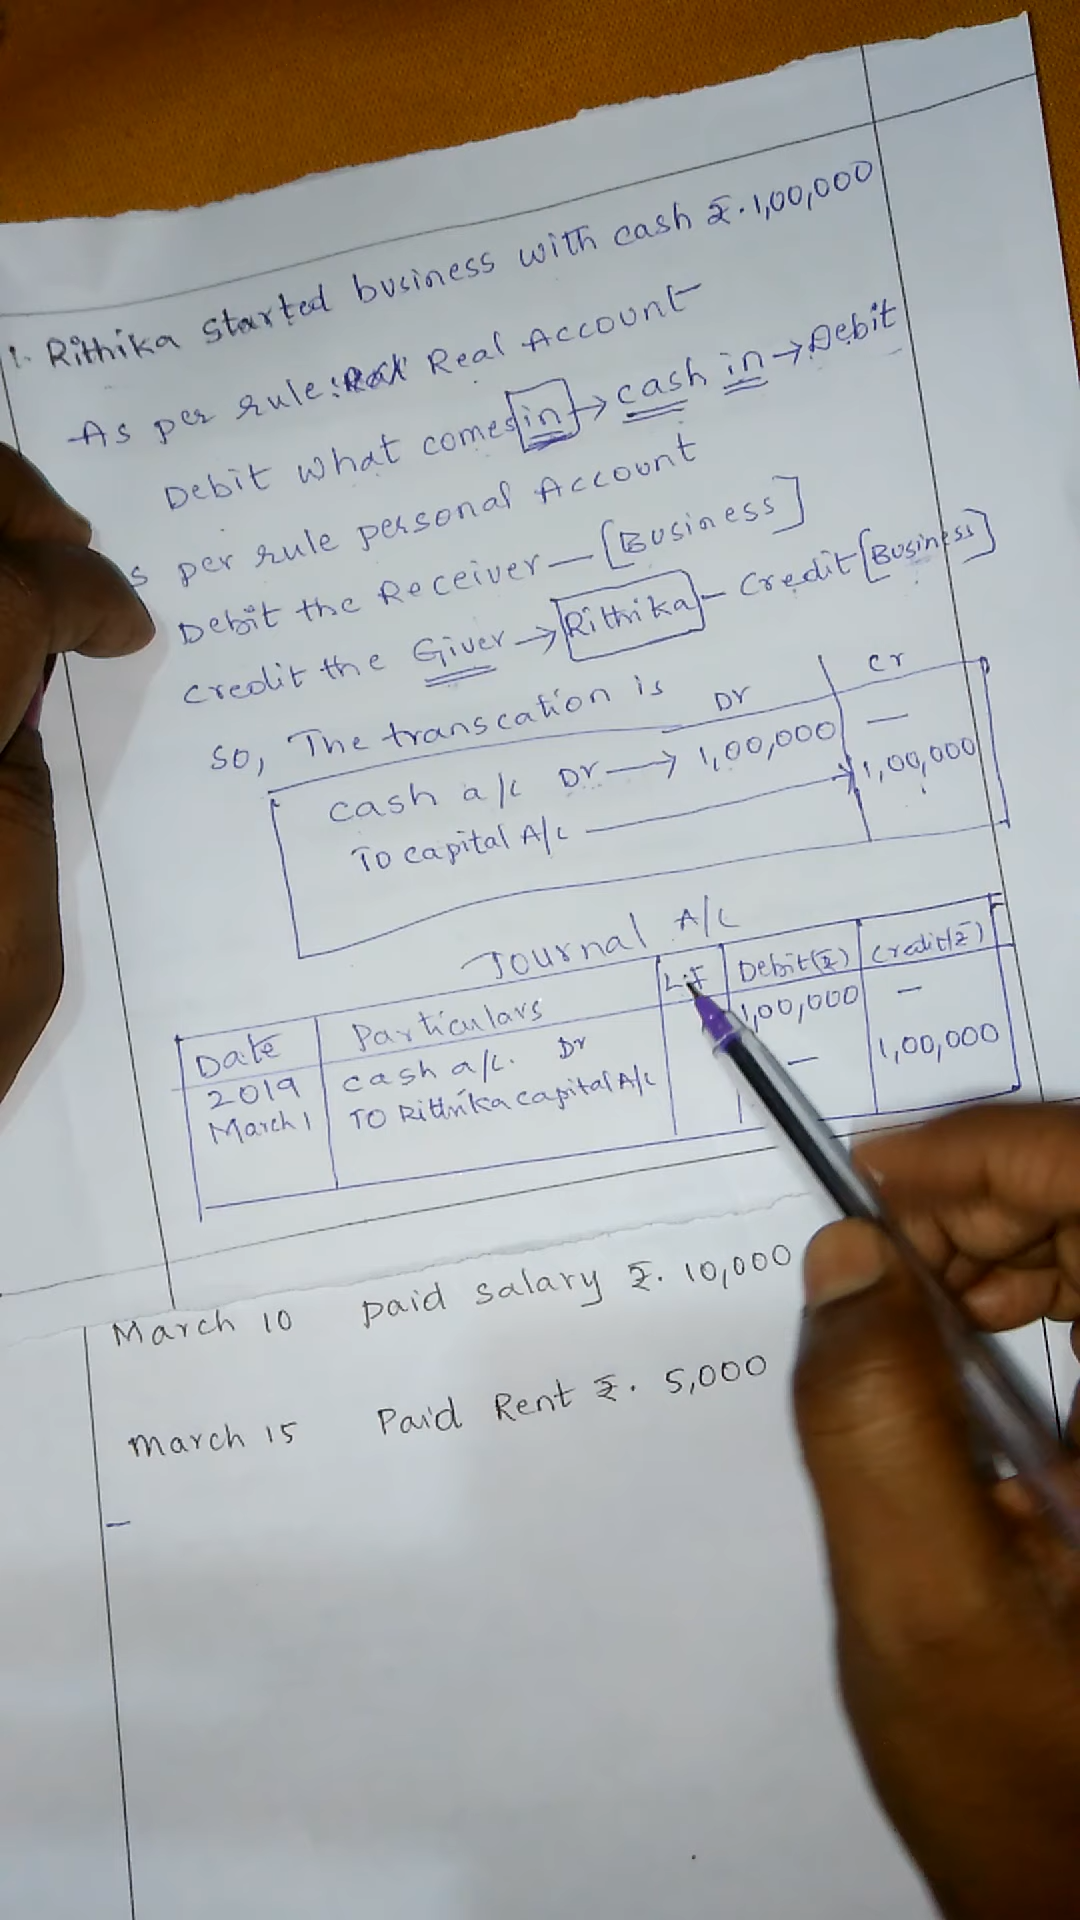 1. Rithika started business with cash ₹.1,00,000
As per rule: Real Account
Debit what comes in → cash in → Debit
s per rule personal Account
Debit the Receiver — [Business]
credit the Giver → Rithrika — Credit [Business]
so, The transcation is Dr Cr
cash a/c Dr → 1,00,000 —
To capital A/c → 1,00,000
Journal A/c
Date Particulars L.F Debit(₹) Credit(₹)
2019 cash a/c. Dr 1,00,000 —
March 1 To Rithrika capital A/c — 1,00,000
March 10 paid salary ₹. 10,000
March 15 Paid Rent ₹. 5,000